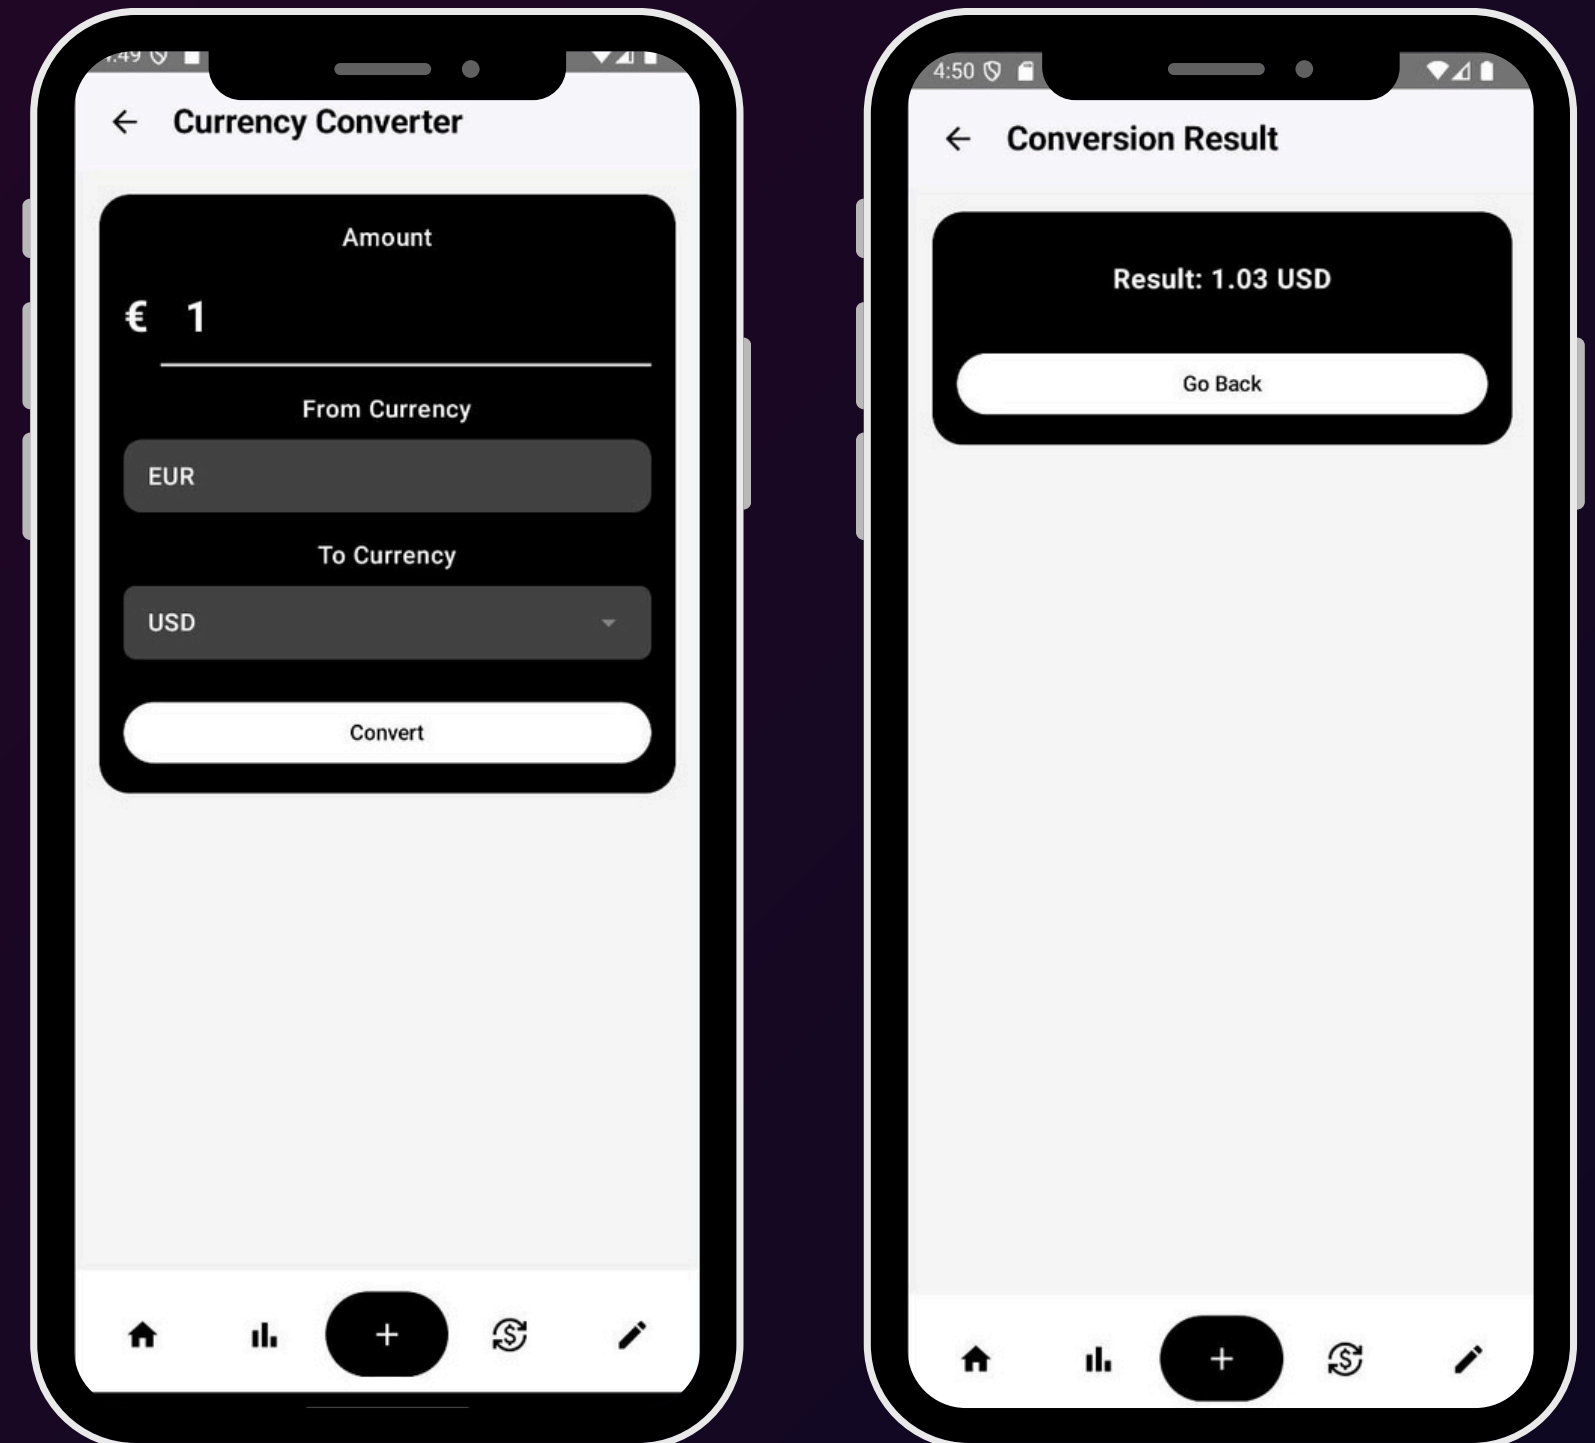 Currency Converter
Amount
€ 1
From Currency
EUR
To Currency
USD
Convert
4:50
Conversion Result
Result: 1.03 USD
Go Back